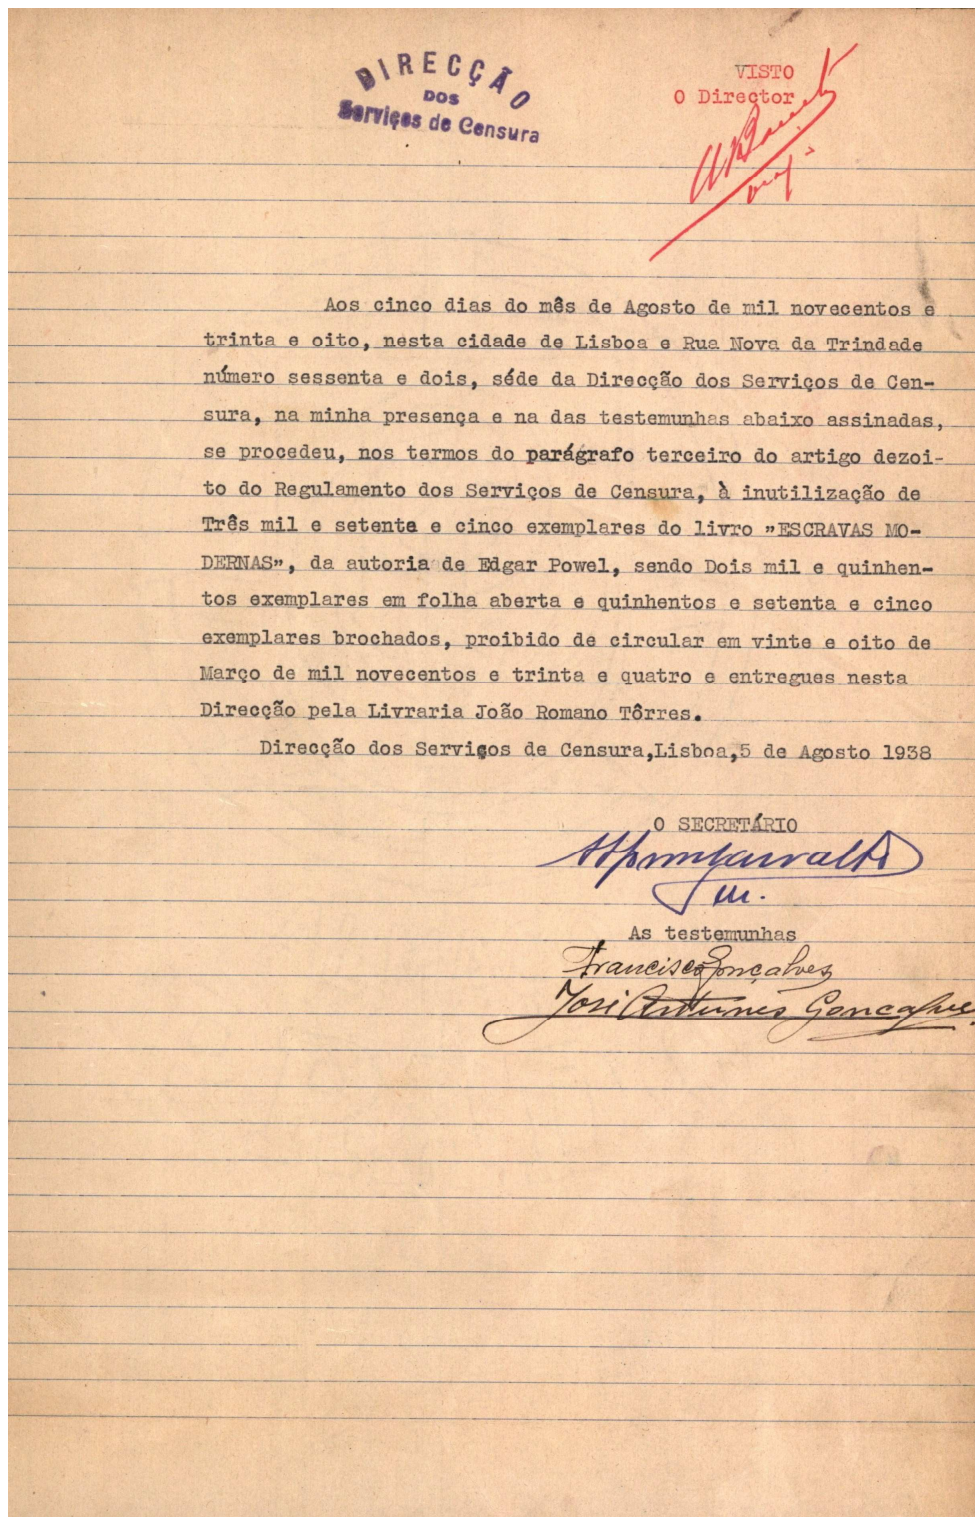 DIRECÇÃO
DOS
Serviços de Censura
VISTO
O Director
Aos cinco dias do mês de Agosto de mil novecentos e
trinta e oito, nesta cidade de Lisboa e Rua Nova da Trindade
número sessenta e dois, séde da Direcção dos Serviços de Cen-
sura, na minha presença e na das testemunhas abaixo assinadas,
se procedeu, nos termos do parágrafo terceiro do artigo dezoi-
to do Regulamento dos Serviços de Censura, à inutilização de
Três mil e setenta e cinco exemplares do livro "ESCRAVAS MO-
DERNAS", da autoria de Edgar Powel, sendo Dois mil e quinhen-
tos exemplares em folha aberta e quinhentos e setenta e cinco
exemplares brochados, proibido de circular em vinte e oito de
Março de mil novecentos e trinta e quatro e entregues nesta
Direcção pela Livraria João Romano Tôrres.
Direcção dos Serviços de Censura,Lisboa,5 de Agosto 1938
O SECRETÁRIO
As testemunhas
Francisco Gonçalves
José Antunes Gonçalves